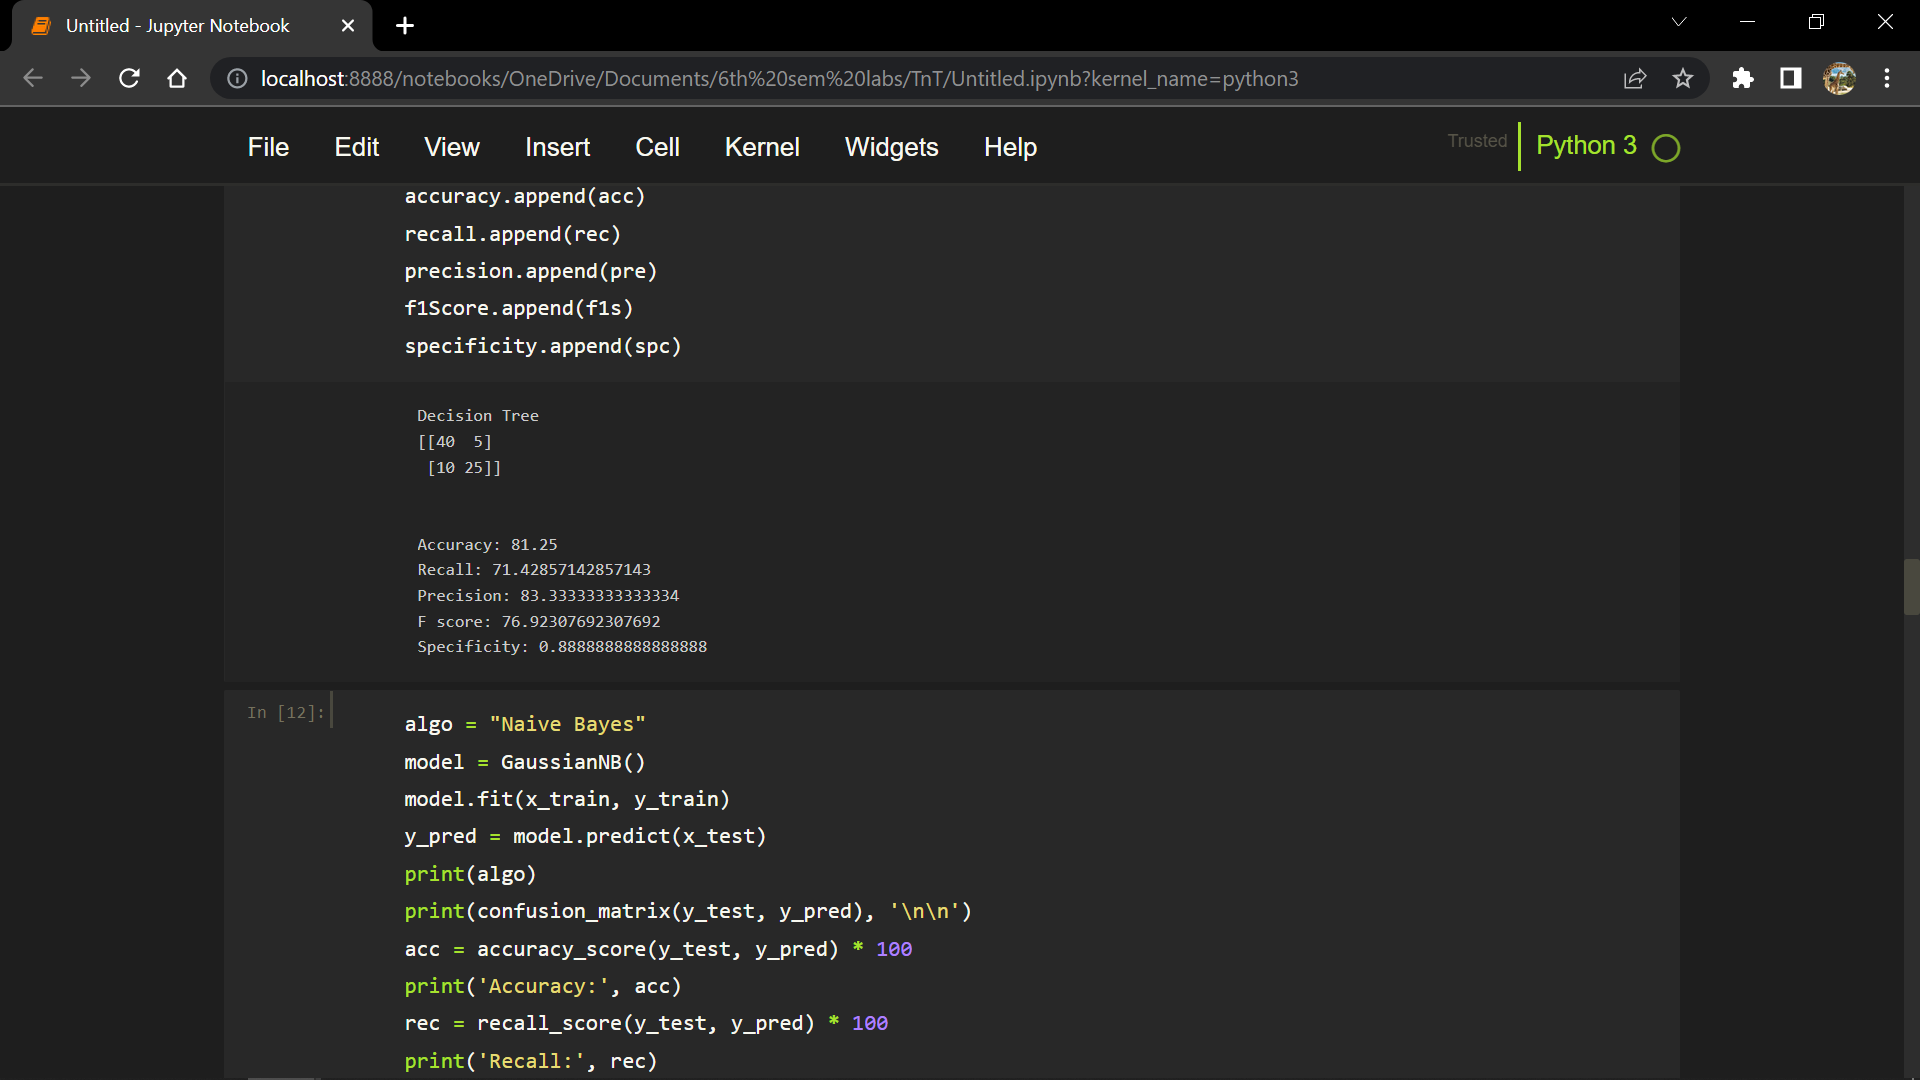 Untitled - Jupyter Notebook
localhost:8888/notebooks/OneDrive/Documents/6th%20sem%20labs/TnT/Untitled.ipynb?kernel_name=python3
File Edit View Insert Cell Kernel Widgets Help Trusted Python 3
accuracy.append(acc)
recall.append(rec)
precision.append(pre)
f1Score.append(f1s)
specificity.append(spc)
Decision Tree
[[40  5]
 [10 25]]
Accuracy: 81.25
Recall: 71.42857142857143
Precision: 83.33333333333334
F score: 76.92307692307692
Specificity: 0.8888888888888888
In [12]:
algo = "Naive Bayes"
model = GaussianNB()
model.fit(x_train, y_train)
y_pred = model.predict(x_test)
print(algo)
print(confusion_matrix(y_test, y_pred), '\n\n')
acc = accuracy_score(y_test, y_pred) * 100
print('Accuracy:', acc)
rec = recall_score(y_test, y_pred) * 100
print('Recall:', rec)